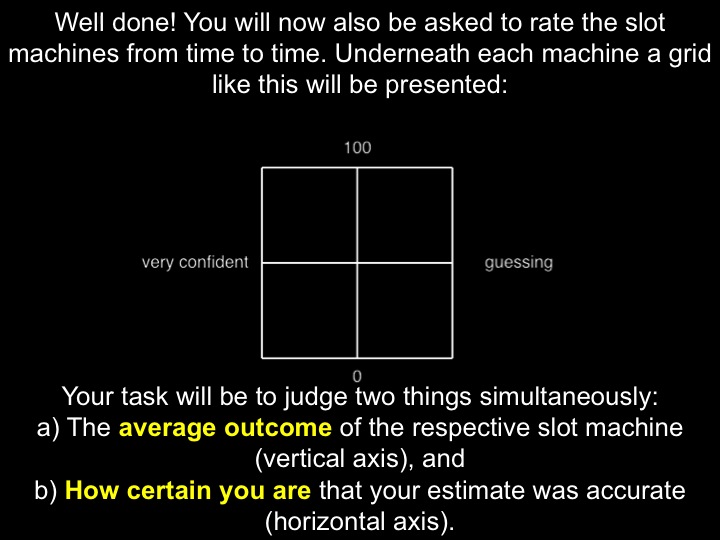 Well done! You will now also be asked to rate the slot
machines from time to time. Underneath each machine a grid
like this will be presented:
100
very confident
guessing
0
Your task will be to judge two things simultaneously:
a) The average outcome of the respective slot machine
(vertical axis), and
b) How certain you are that your estimate was accurate
(horizontal axis).